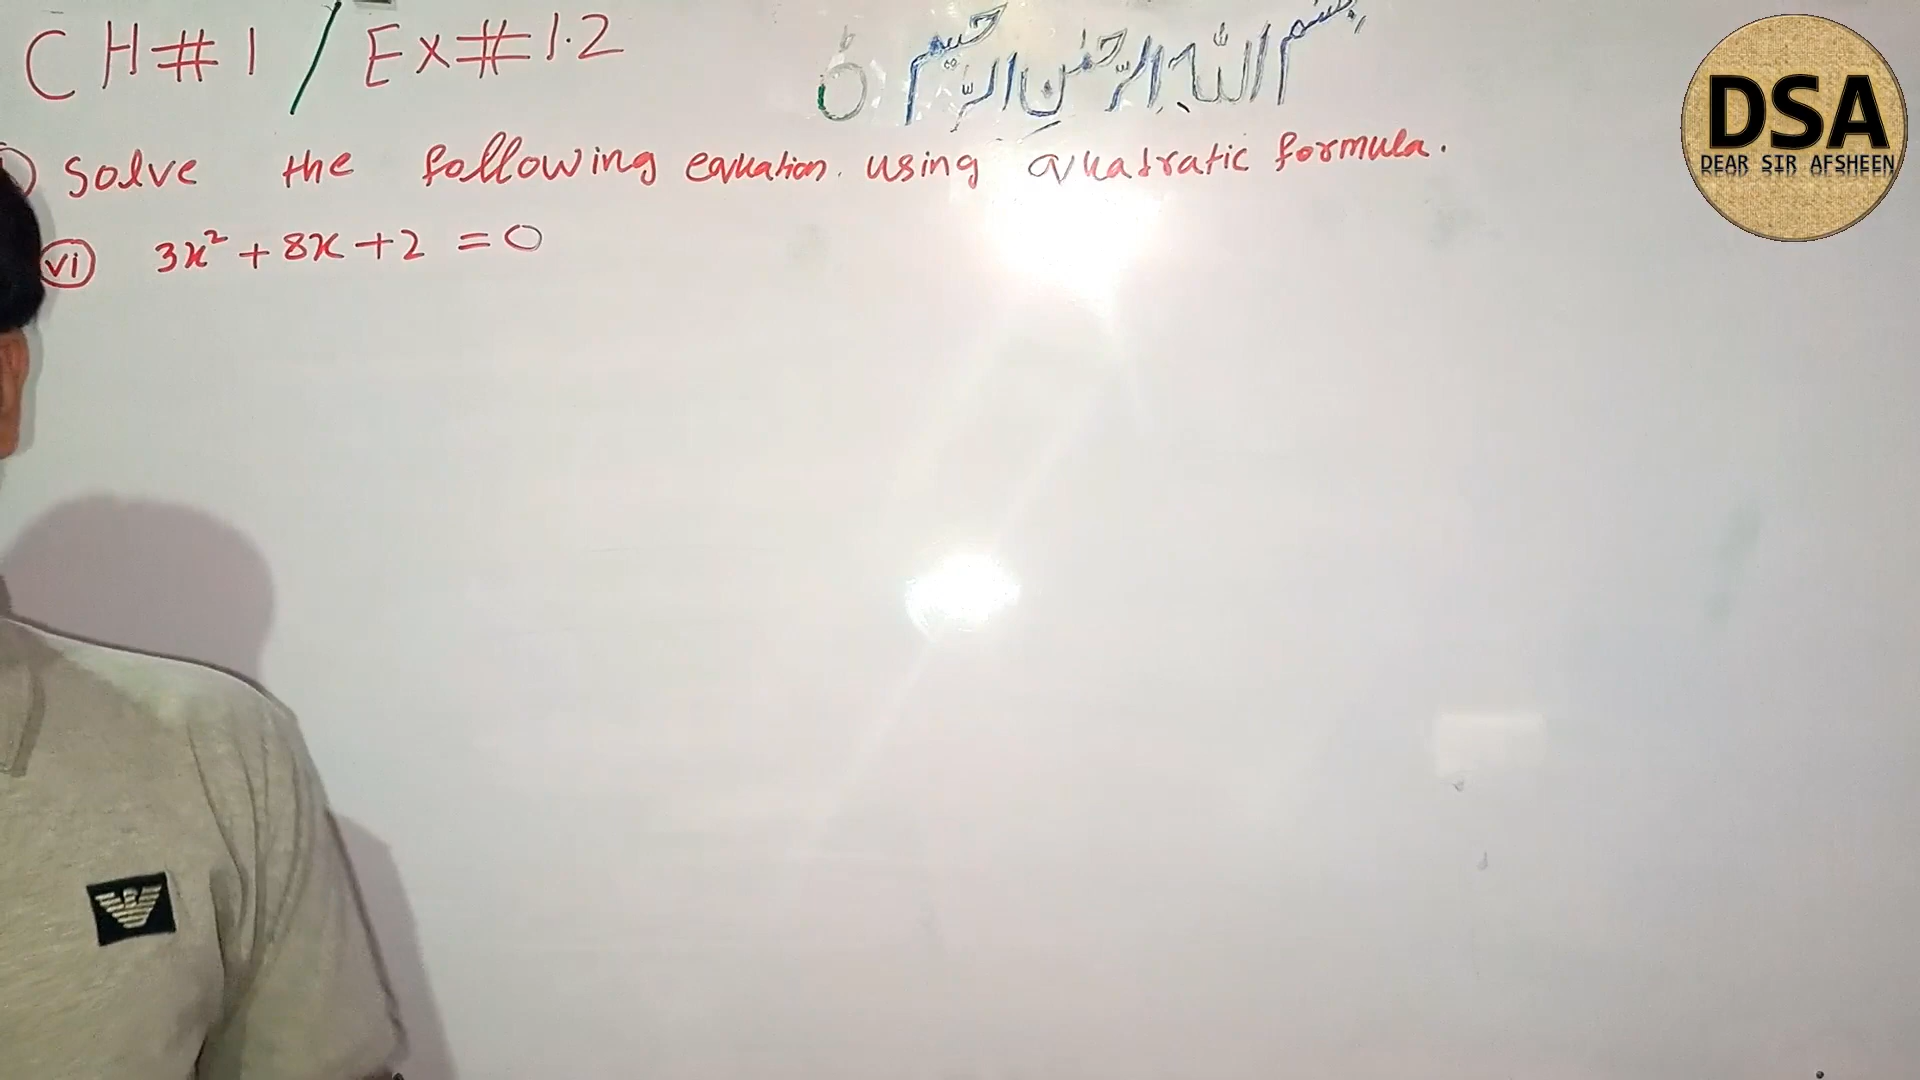 CH#1 / Ex#1.2
بسم اللہ الرحمٰن الرحیم
Solve the following equation. using quadratic formula.
vi 3x² + 8x + 2 = 0
DSA
DEAR SIR AFSHEEN